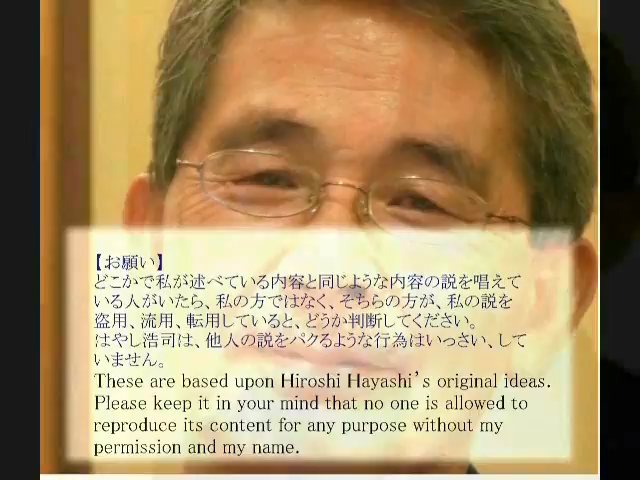 【お願い】
どこかで私が述べている内容と同じような内容の説を唱えて
いる人がいたら、私の方ではなく、そちらの方が、私の説を
盗用、流用、転用していると、どうか判断してください。
はやし浩司は、他人の説をパクるような行為はいっさい、して
いません。
These are based upon Hiroshi Hayashi's original ideas.
Please keep it in your mind that no one is allowed to
reproduce its content for any purpose without my
permission and my name.